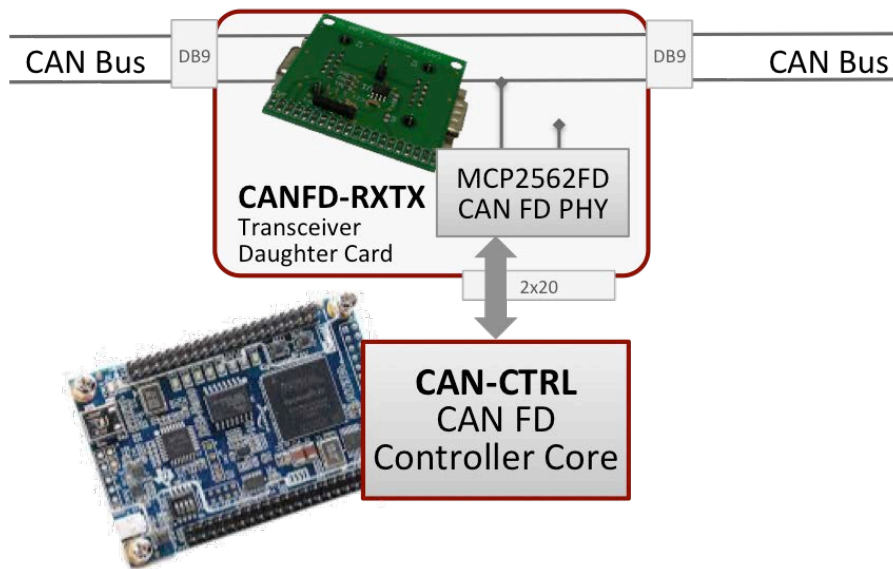 CAN Bus
DB9
DB9
CAN Bus
CANFD-RXTX
Transceiver
Daughter Card
MCP2562FD
CAN FD PHY
2x20
CAN-CTRL
CAN FD
Controller Core